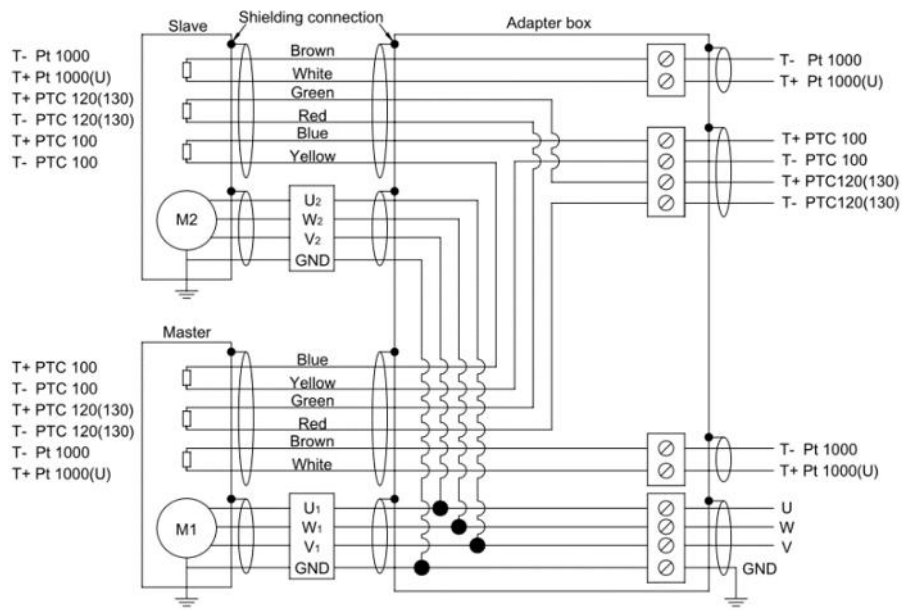 Shielding connection
Slave
Adapter box
T- Pt 1000
T+ Pt 1000(U)
T+ PTC 120(130)
T- PTC 120(130)
T+ PTC 100
T- PTC 100
Brown
White
Green
Red
Blue
Yellow
T- Pt 1000
T+ Pt 1000(U)
T+ PTC 100
T- PTC 100
T+ PTC120(130)
T- PTC120(130)
M2
U2
W2
V2
GND
Master
T+ PTC 100
T- PTC 100
T+ PTC 120(130)
T- PTC 120(130)
T- Pt 1000
T+ Pt 1000(U)
Blue
Yellow
Green
Red
Brown
White
T- Pt 1000
T+ Pt 1000(U)
M1
U1
W1
V1
GND
U
W
V
GND